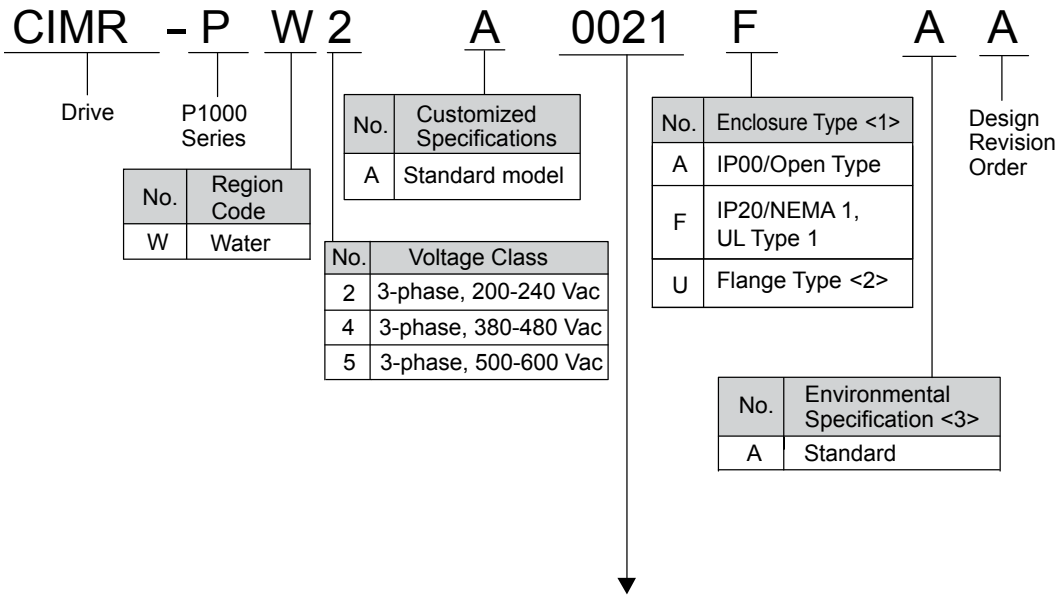 CIMR - P W 2 A 0021 F A A
Drive
P1000
Series
No. Region
Code
W Water
No. Customized
Specifications
A Standard model
No. Voltage Class
2 3-phase, 200-240 Vac
4 3-phase, 380-480 Vac
5 3-phase, 500-600 Vac
No. Enclosure Type <1>
A IP00/Open Type
F IP20/NEMA 1,
UL Type 1
U Flange Type <2>
No. Environmental
Specification <3>
A Standard
Design
Revision
Order